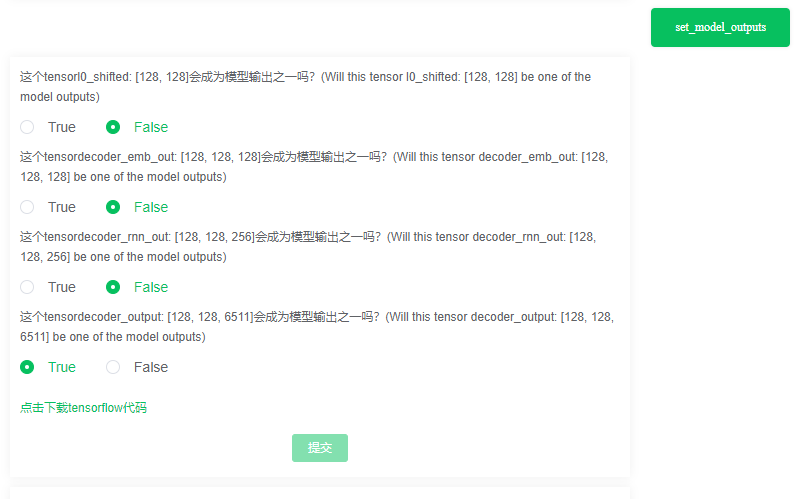 set_model_outputs
这个tensorl0_shifted: [128, 128]会成为模型输出之一吗？(Will this tensor l0_shifted: [128, 128] be one of the
model outputs)
True False
这个tensordecoder_emb_out: [128, 128, 128]会成为模型输出之一吗？(Will this tensor decoder_emb_out: [128,
128, 128] be one of the model outputs)
True False
这个tensordecoder_rnn_out: [128, 128, 256]会成为模型输出之一吗？(Will this tensor decoder_rnn_out: [128,
128, 256] be one of the model outputs)
True False
这个tensordecoder_output: [128, 128, 6511]会成为模型输出之一吗？(Will this tensor decoder_output: [128, 128,
6511] be one of the model outputs)
True False
点击下载tensorflow代码
提交